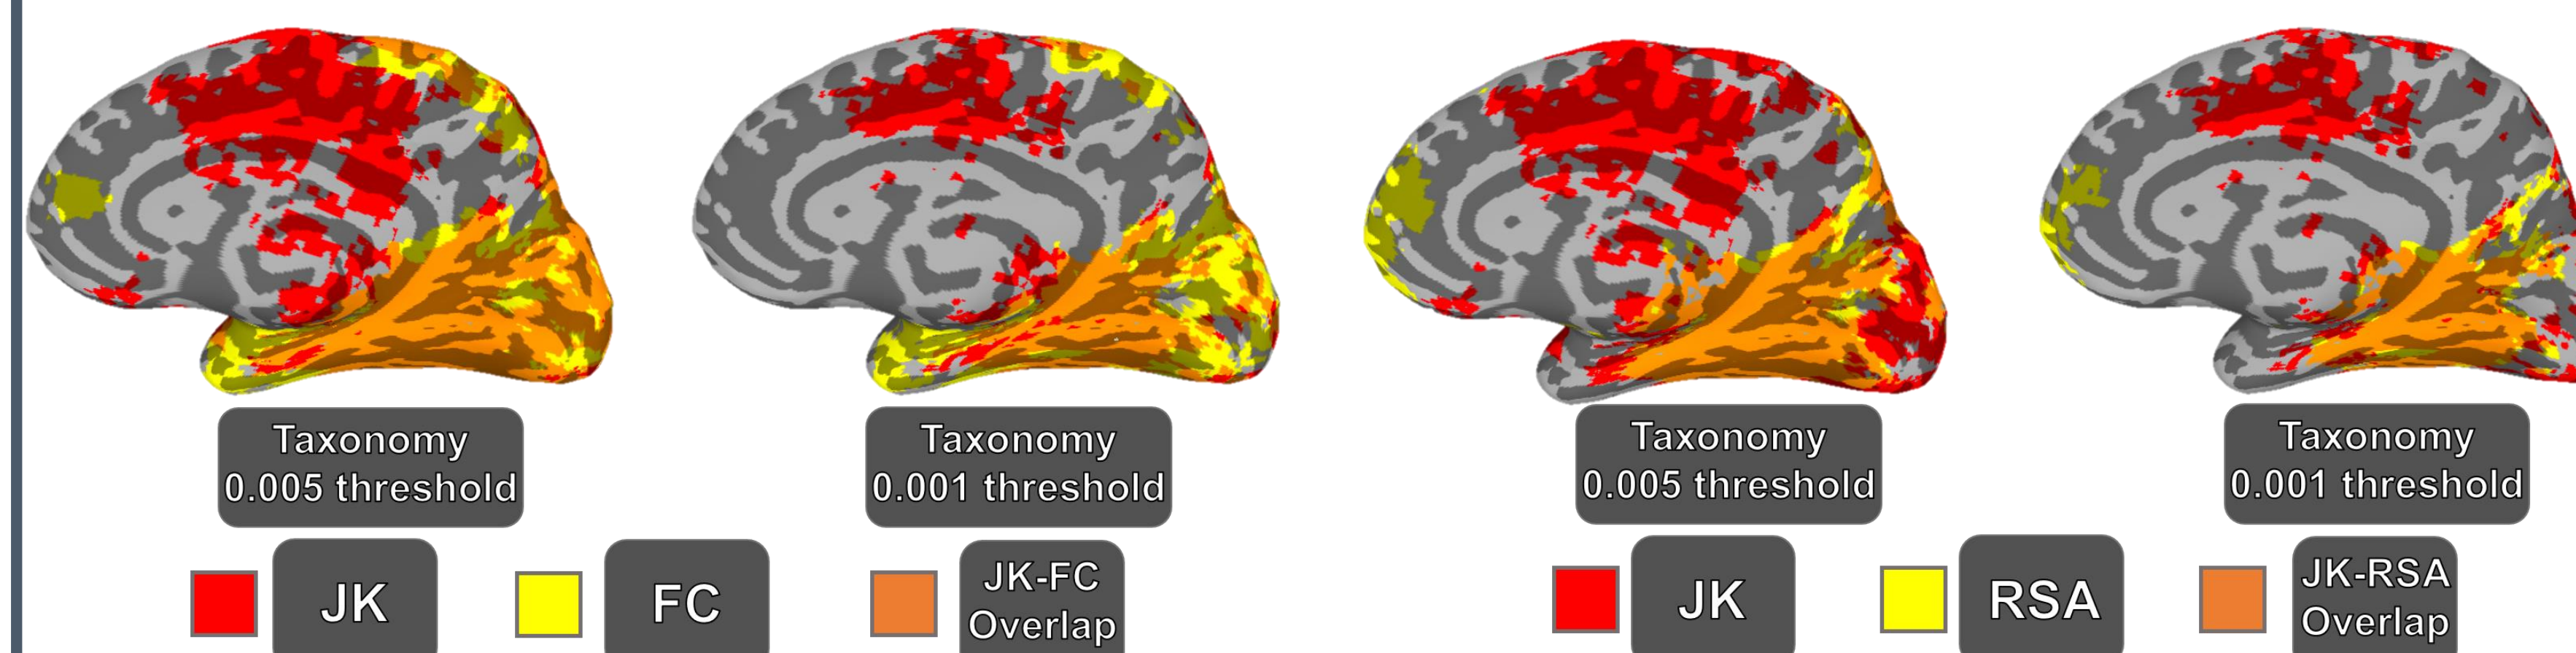 Taxonomy
0.005 threshold
Taxonomy
0.001 threshold
Taxonomy
0.005 threshold
Taxonomy
0.001 threshold
JK
FC
JK-FC
Overlap
JK
RSA
JK-RSA
Overlap